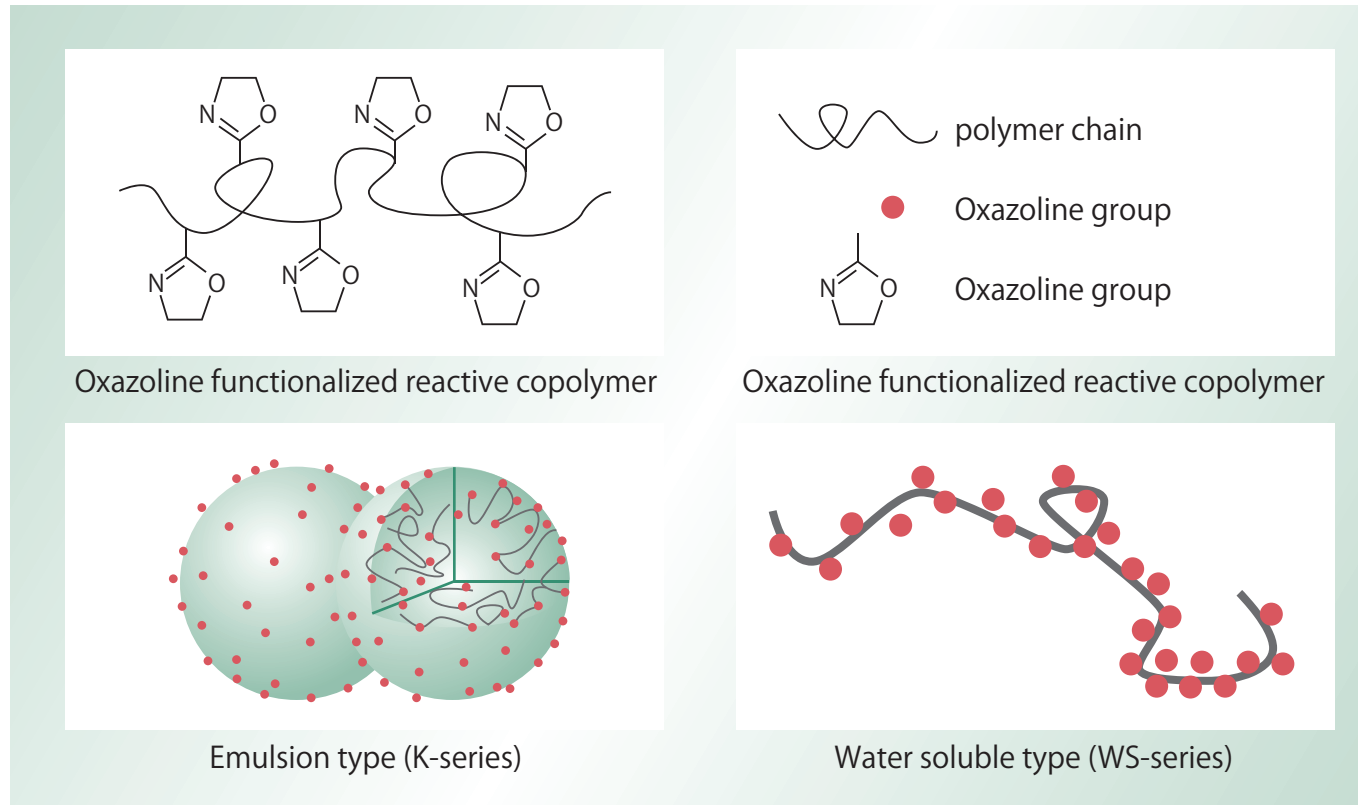 N O N O N O
N O N O N O
Oxazoline functionalized reactive copolymer
polymer chain
Oxazoline group
N O Oxazoline group
Oxazoline functionalized reactive copolymer
Emulsion type (K-series)
Water soluble type (WS-series)